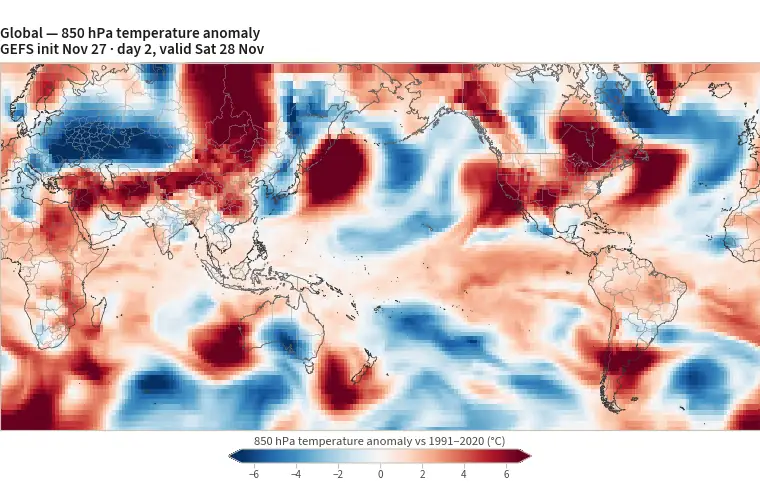 Global — 850 hPa temperature anomaly
GEFS init Nov 27 · day 2, valid Sat 28 Nov
850 hPa temperature anomaly vs 1991–2020 (°C)
−6 −4 −2 0 2 4 6